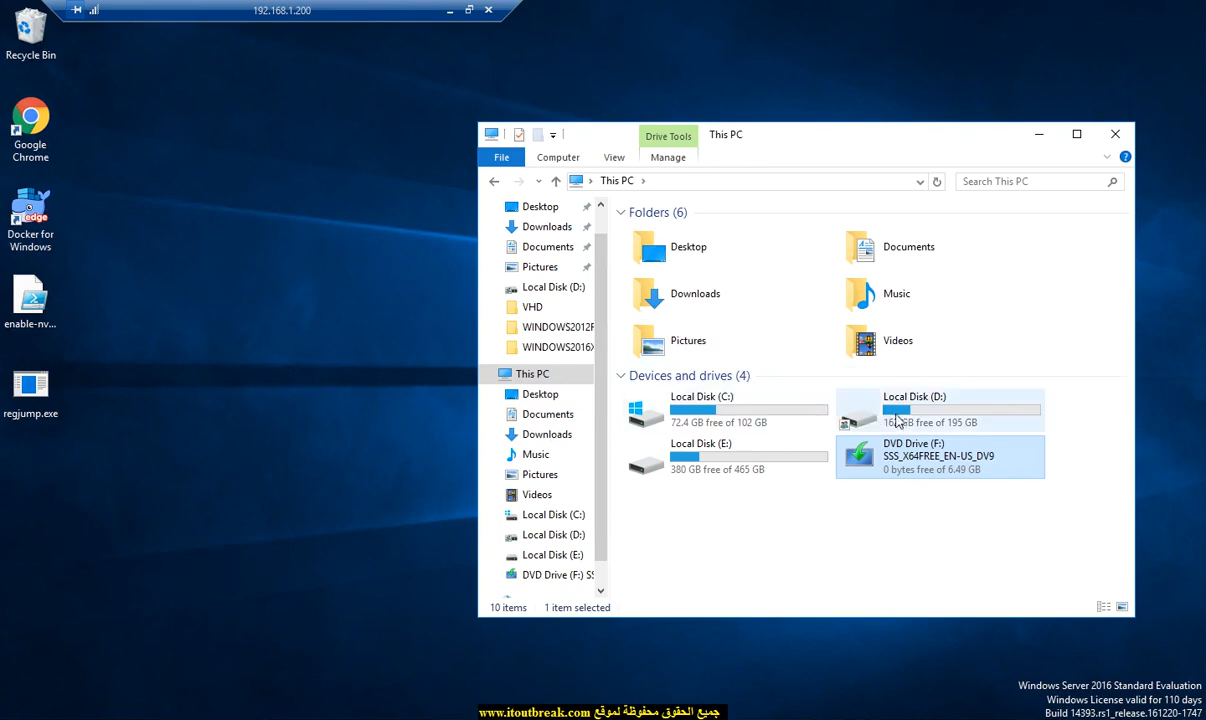 192.168.1.200
Recycle Bin
Google
Chrome
edge
Docker for
Windows
enable-nv...
regjump.exe
Drive Tools
This PC
File
Computer
View
Manage
This PC
Search This PC
Desktop
Downloads
Documents
Pictures
Local Disk (D:)
VHD
WINDOWS2012F
WINDOWS2016X
This PC
Desktop
Documents
Downloads
Music
Pictures
Videos
Local Disk (C:)
Local Disk (D:)
Local Disk (E:)
DVD Drive (F:) SS
Folders (6)
Desktop
Documents
Downloads
Music
Pictures
Videos
Devices and drives (4)
Local Disk (C:)
72.4 GB free of 102 GB
Local Disk (D:)
free of 195 GB
Local Disk (E:)
380 GB free of 465 GB
DVD Drive (F:)
SSS_X64FREE_EN-US_DV9
0 bytes free of 6.49 GB
10 items
1 item selected
Windows Server 2016 Standard Evaluation
Windows License valid for 110 days
Build 14393.rs1_release.161220-1747
جميع الحقوق محفوظة لموقع www.itoutbreak.com